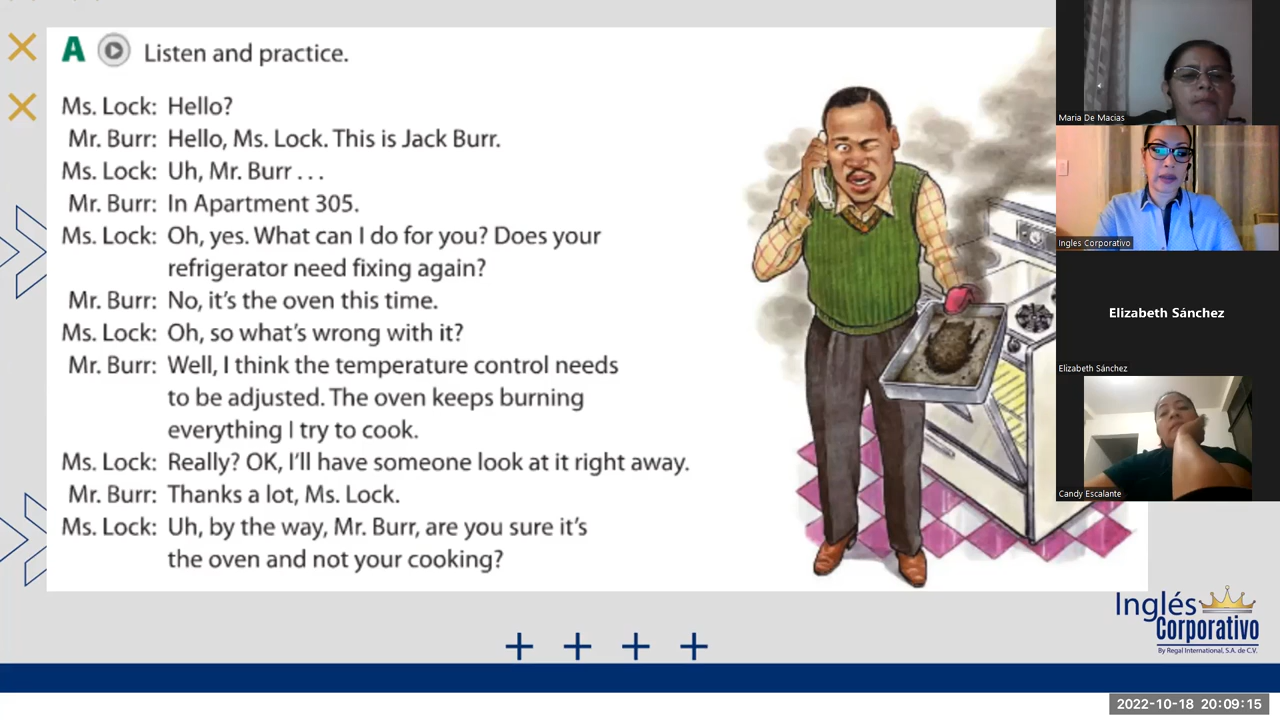 A Listen and practice.
Ms. Lock: Hello?
Mr. Burr: Hello, Ms. Lock. This is Jack Burr.
Ms. Lock: Uh, Mr. Burr . . .
Mr. Burr: In Apartment 305.
Ms. Lock: Oh, yes. What can I do for you? Does your
refrigerator need fixing again?
Mr. Burr: No, it's the oven this time.
Ms. Lock: Oh, so what's wrong with it?
Mr. Burr: Well, I think the temperature control needs
to be adjusted. The oven keeps burning
everything I try to cook.
Ms. Lock: Really? OK, I'll have someone look at it right away.
Mr. Burr: Thanks a lot, Ms. Lock.
Ms. Lock: Uh, by the way, Mr. Burr, are you sure it's
the oven and not your cooking?
Maria De Macias
Ingles Corporativo
Elizabeth Sánchez
Elizabeth Sánchez
Candy Escalante
Inglés
Corporativo
By Regal International, S.A. de C.V.
2022-10-18 20:09:15